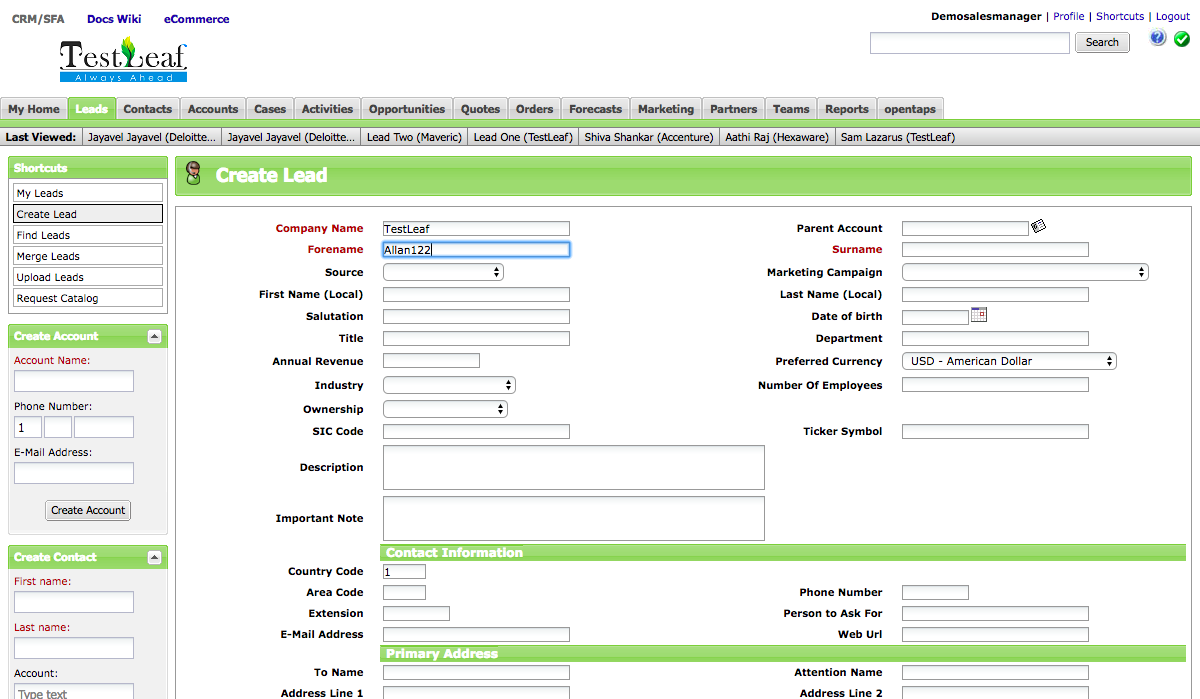 CRM/SFA Docs Wiki eCommerce
Demosalesmanager | Profile | Shortcuts | Logout
Search
TestLeaf
Always Ahead
My Home Leads Contacts Accounts Cases Activities Opportunities Quotes Orders Forecasts Marketing Partners Teams Reports opentaps
Last Viewed: Jayavel Jayavel (Deloitte... Jayavel Jayavel (Deloitte... Lead Two (Maveric) Lead One (TestLeaf) Shiva Shankar (Accenture) Aathi Raj (Hexaware) Sam Lazarus (TestLeaf)
Shortcuts
My Leads
Create Lead
Find Leads
Merge Leads
Upload Leads
Request Catalog
Create Account
Account Name:
Phone Number:
1
E-Mail Address:
Create Account
Create Contact
First name:
Last name:
Account:
Type text
Create Lead
Company Name TestLeaf Parent Account
Forename Allan122 Surname
Source Marketing Campaign
First Name (Local) Last Name (Local)
Salutation Date of birth
Title Department
Annual Revenue Preferred Currency USD - American Dollar
Industry Number Of Employees
Ownership
SIC Code Ticker Symbol
Description
Important Note
Contact Information
Country Code 1
Area Code Phone Number
Extension Person to Ask For
E-Mail Address Web Url
Primary Address
To Name Attention Name
Address Line 1 Address Line 2